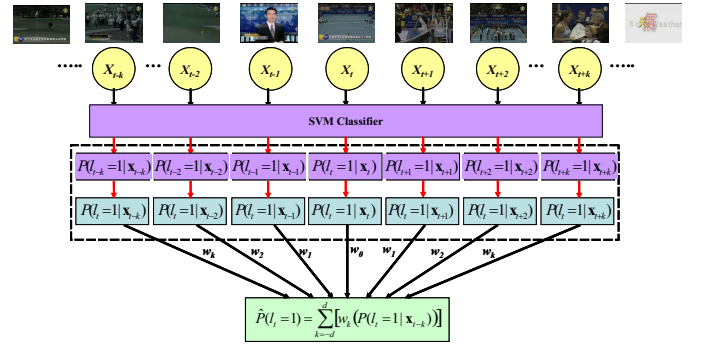 ..... X_{t-k} ... X_{t-2} X_{t-1} X_t X_{t+1} X_{t+2} ... X_{t+k} .....
SVM Classifier
P(l_{t-k}=1|x_{t-k}) P(l_{t-2}=1|x_{t-2}) P(l_{t-1}=1|x_{t-1}) P(l_t=1|x_t) P(l_{t+1}=1|x_{t+1}) P(l_{t+2}=1|x_{t+2}) P(l_{t+k}=1|x_{t+k})
P(l_t=1|x_{t-k}) P(l_t=1|x_{t-2}) P(l_t=1|x_{t-1}) P(l_t=1|x_t) P(l_t=1|x_{t+1}) P(l_t=1|x_{t+2}) P(l_t=1|x_{t+k})
w_k w_2 w_1 w_0 w_1 w_2 w_k
P̂(l_t=1)=∑_{k=-d}^{d}[w_k(P(l_t=1|x_{t-k}))]